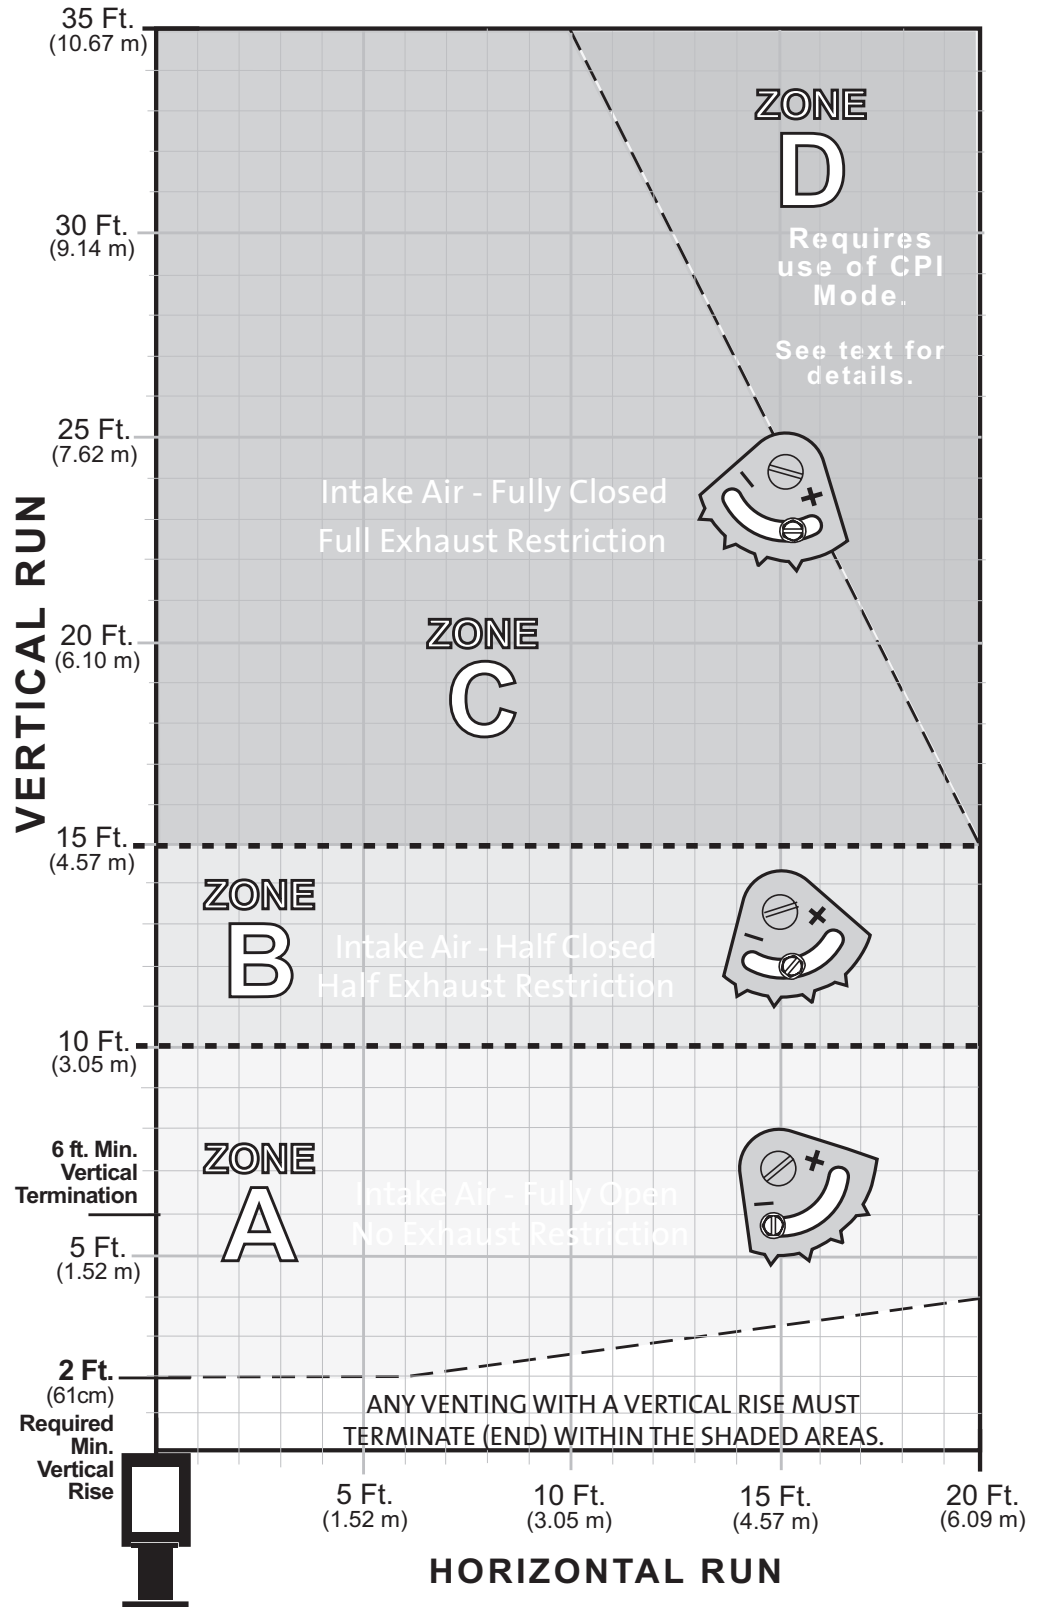 35 Ft.
(10.67 m)
ZONE
D
Requires
use of CPI
Mode.
See text for
details.
30 Ft.
(9.14 m)
25 Ft.
(7.62 m)
Intake Air - Fully Closed
Full Exhaust Restriction
- +
VERTICAL RUN
ZONE
C
20 Ft.
(6.10 m)
15 Ft.
(4.57 m)
ZONE
B
Intake Air - Half Closed
Half Exhaust Restriction
- +
10 Ft.
(3.05 m)
6 ft. Min.
Vertical
Termination
ZONE
A
Intake Air - Fully Open
No Exhaust Restriction
- +
5 Ft.
(1.52 m)
2 Ft.
(61cm)
Required
Min.
Vertical
Rise
ANY VENTING WITH A VERTICAL RISE MUST
TERMINATE (END) WITHIN THE SHADED AREAS.
5 Ft.
(1.52 m)
10 Ft.
(3.05 m)
15 Ft.
(4.57 m)
20 Ft.
(6.09 m)
HORIZONTAL RUN